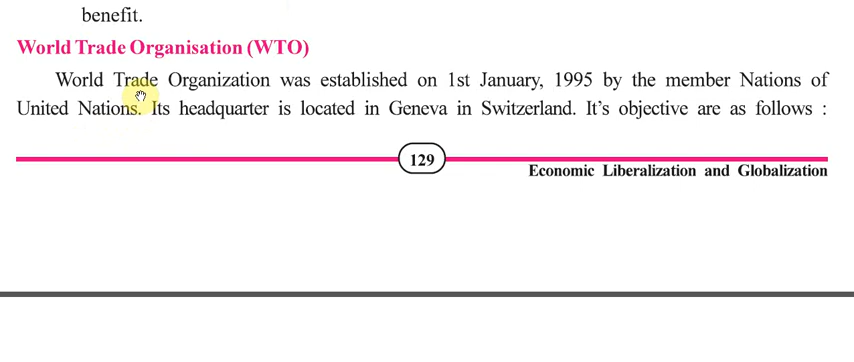 benefit.
World Trade Organisation (WTO)
World Trade Organization was established on 1st January, 1995 by the member Nations of
United Nations. Its headquarter is located in Geneva in Switzerland. It’s objective are as follows :
129
Economic Liberalization and Globalization